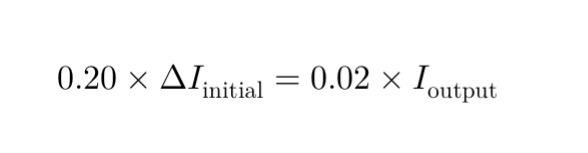 0.20 × ΔI_initial = 0.02 × I_output